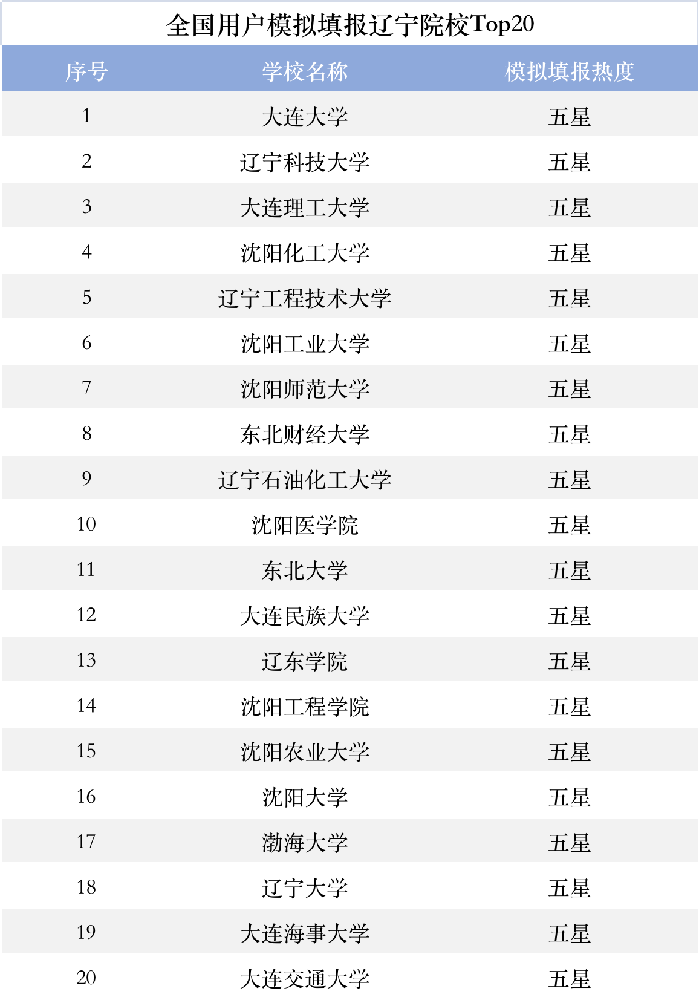 全国用户模拟填报辽宁院校Top20
序号 学校名称 模拟填报热度
1 大连大学 五星
2 辽宁科技大学 五星
3 大连理工大学 五星
4 沈阳化工大学 五星
5 辽宁工程技术大学 五星
6 沈阳工业大学 五星
7 沈阳师范大学 五星
8 东北财经大学 五星
9 辽宁石油化工大学 五星
10 沈阳医学院 五星
11 东北大学 五星
12 大连民族大学 五星
13 辽东学院 五星
14 沈阳工程学院 五星
15 沈阳农业大学 五星
16 沈阳大学 五星
17 渤海大学 五星
18 辽宁大学 五星
19 大连海事大学 五星
20 大连交通大学 五星